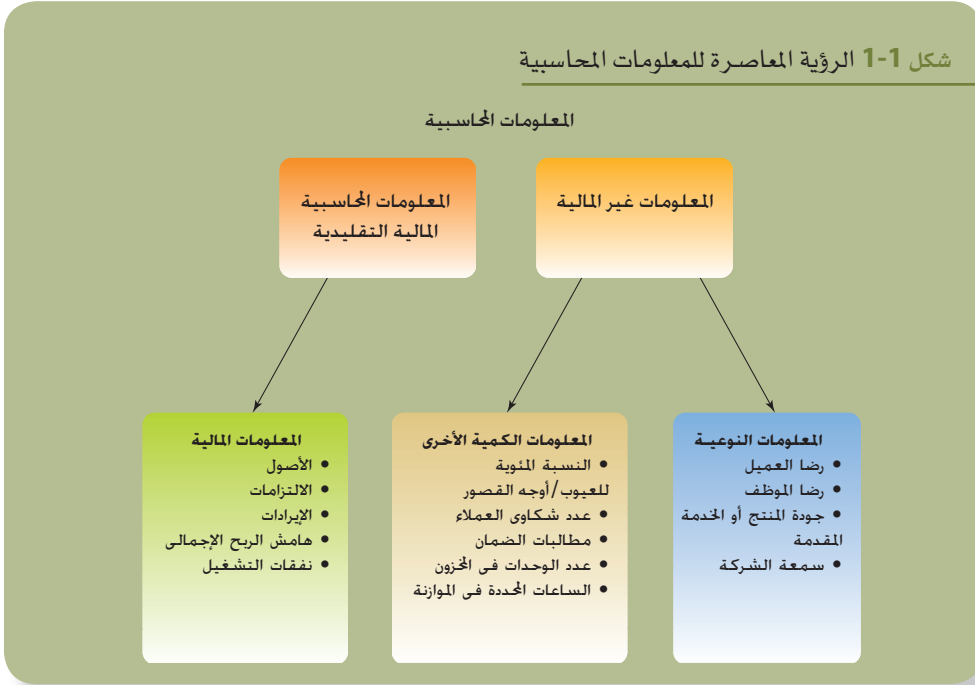 شكل 1-1 الرؤية المعاصرة للمعلومات المحاسبية
المعلومات المحاسبية
المعلومات غير المالية
المعلومات المحاسبية
المالية التقليدية
المعلومات النوعية
• رضا العميل
• رضا الموظف
• جودة المنتج أو الخدمة
المقدمة
• سمعة الشركة
المعلومات الكمية الأخرى
• النسبة المئوية
للعيوب/أوجه القصور
• عدد شكاوى العملاء
• مطالبات الضمان
• عدد الوحدات فى المخزون
• الساعات المحددة فى الموازنة
المعلومات المالية
• الأصول
• الالتزامات
• الإيرادات
• هامش الربح الإجمالى
• نفقات التشغيل